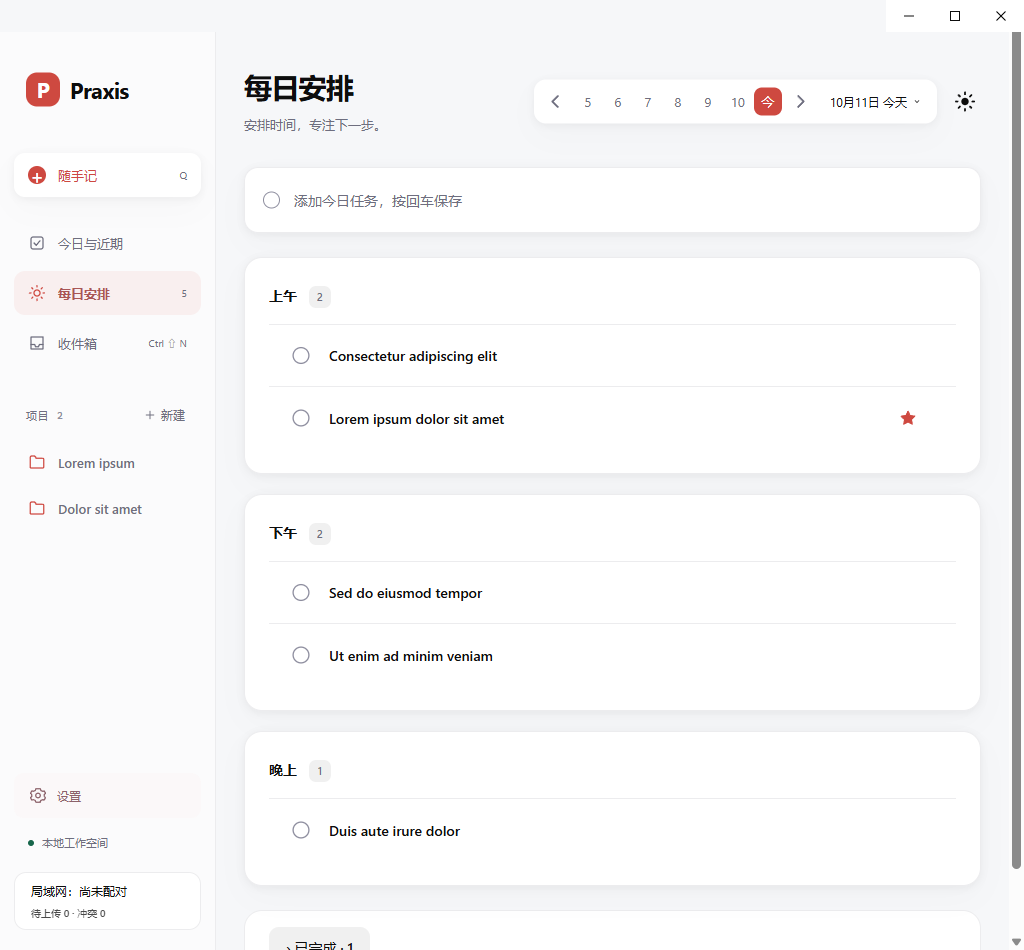 P Praxis
随手记 Q
今日与近期
每日安排 5
收件箱 Ctrl ⇧ N
项目 2 + 新建
Lorem ipsum
Dolor sit amet
设置
本地工作空间
局域网：尚未配对
待上传 0 · 冲突 0
每日安排
安排时间，专注下一步。
5 6 7 8 9 10 今 10月11日 今天
添加今日任务，按回车保存
上午 2
Consectetur adipiscing elit
Lorem ipsum dolor sit amet
下午 2
Sed do eiusmod tempor
Ut enim ad minim veniam
晚上 1
Duis aute irure dolor
› 已完成 · 1